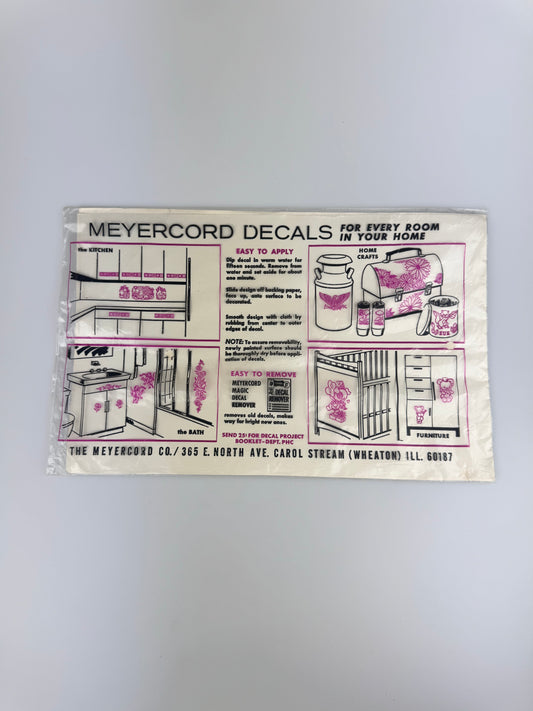 MEYERCORD DECALS FOR EVERY ROOM
IN YOUR HOME
the KITCHEN
EASY TO APPLY
Dip decal in warm water for
fifteen seconds. Remove from
water and set aside for about
one minute.
Slide design off backing paper,
face up, onto surface to be
decorated.
Smooth design with cloth by
rubbing from center to outer
edges of decal.
NOTE: To assure removability,
newly painted surface should
be thoroughly dry before appli-
cation of decals.
HOME
CRAFTS
EASY TO REMOVE
MEYERCORD
MAGIC
DECAL
REMOVER
DECAL
REMOVER
removes old decals, makes
way for bright new ones.
SEND 25¢ FOR DECAL PROJECT
BOOKLET-DEPT. PHC
the BATH
FURNITURE
THE MEYERCORD CO./365 E. NORTH AVE. CAROL STREAM (WHEATON) ILL. 60187